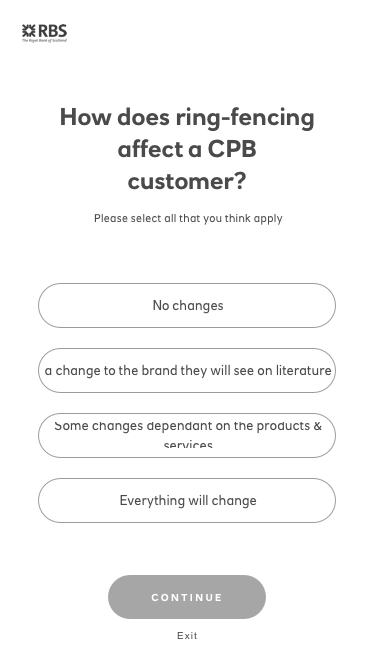 RBS
The Royal Bank of Scotland
How does ring-fencing
affect a CPB
customer?
Please select all that you think apply
No changes
a change to the brand they will see on literature
Some changes dependant on the products &
services
Everything will change
CONTINUE
Exit